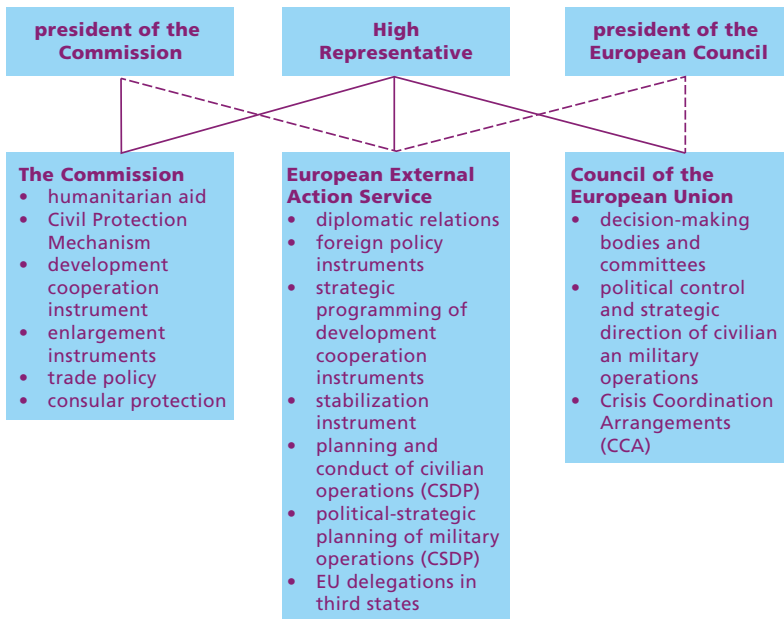 president of the
Commission
High
Representative
president of the
European Council
The Commission
• humanitarian aid
• Civil Protection
Mechanism
• development
cooperation
instrument
• enlargement
instruments
• trade policy
• consular protection
European External
Action Service
• diplomatic relations
• foreign policy
instruments
• strategic
programming of
development
cooperation
instruments
• stabilization
instrument
• planning and
conduct of civilian
operations (CSDP)
• political-strategic
planning of military
operations (CSDP)
• EU delegations in
third states
Council of the
European Union
• decision-making
bodies and
committees
• political control
and strategic
direction of civilian
an military
operations
• Crisis Coordination
Arrangements
(CCA)